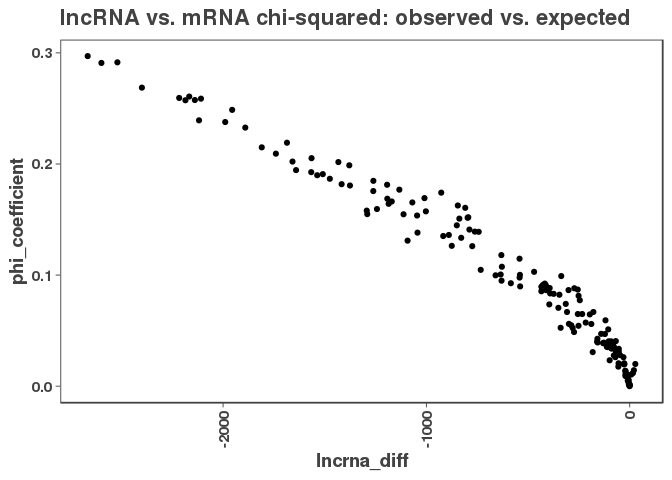 lncRNA vs. mRNA chi-squared: observed vs. expected
0.3
0.2
0.1
0.0
phi_coefficient
-2000
-1000
0
lncrna_diff